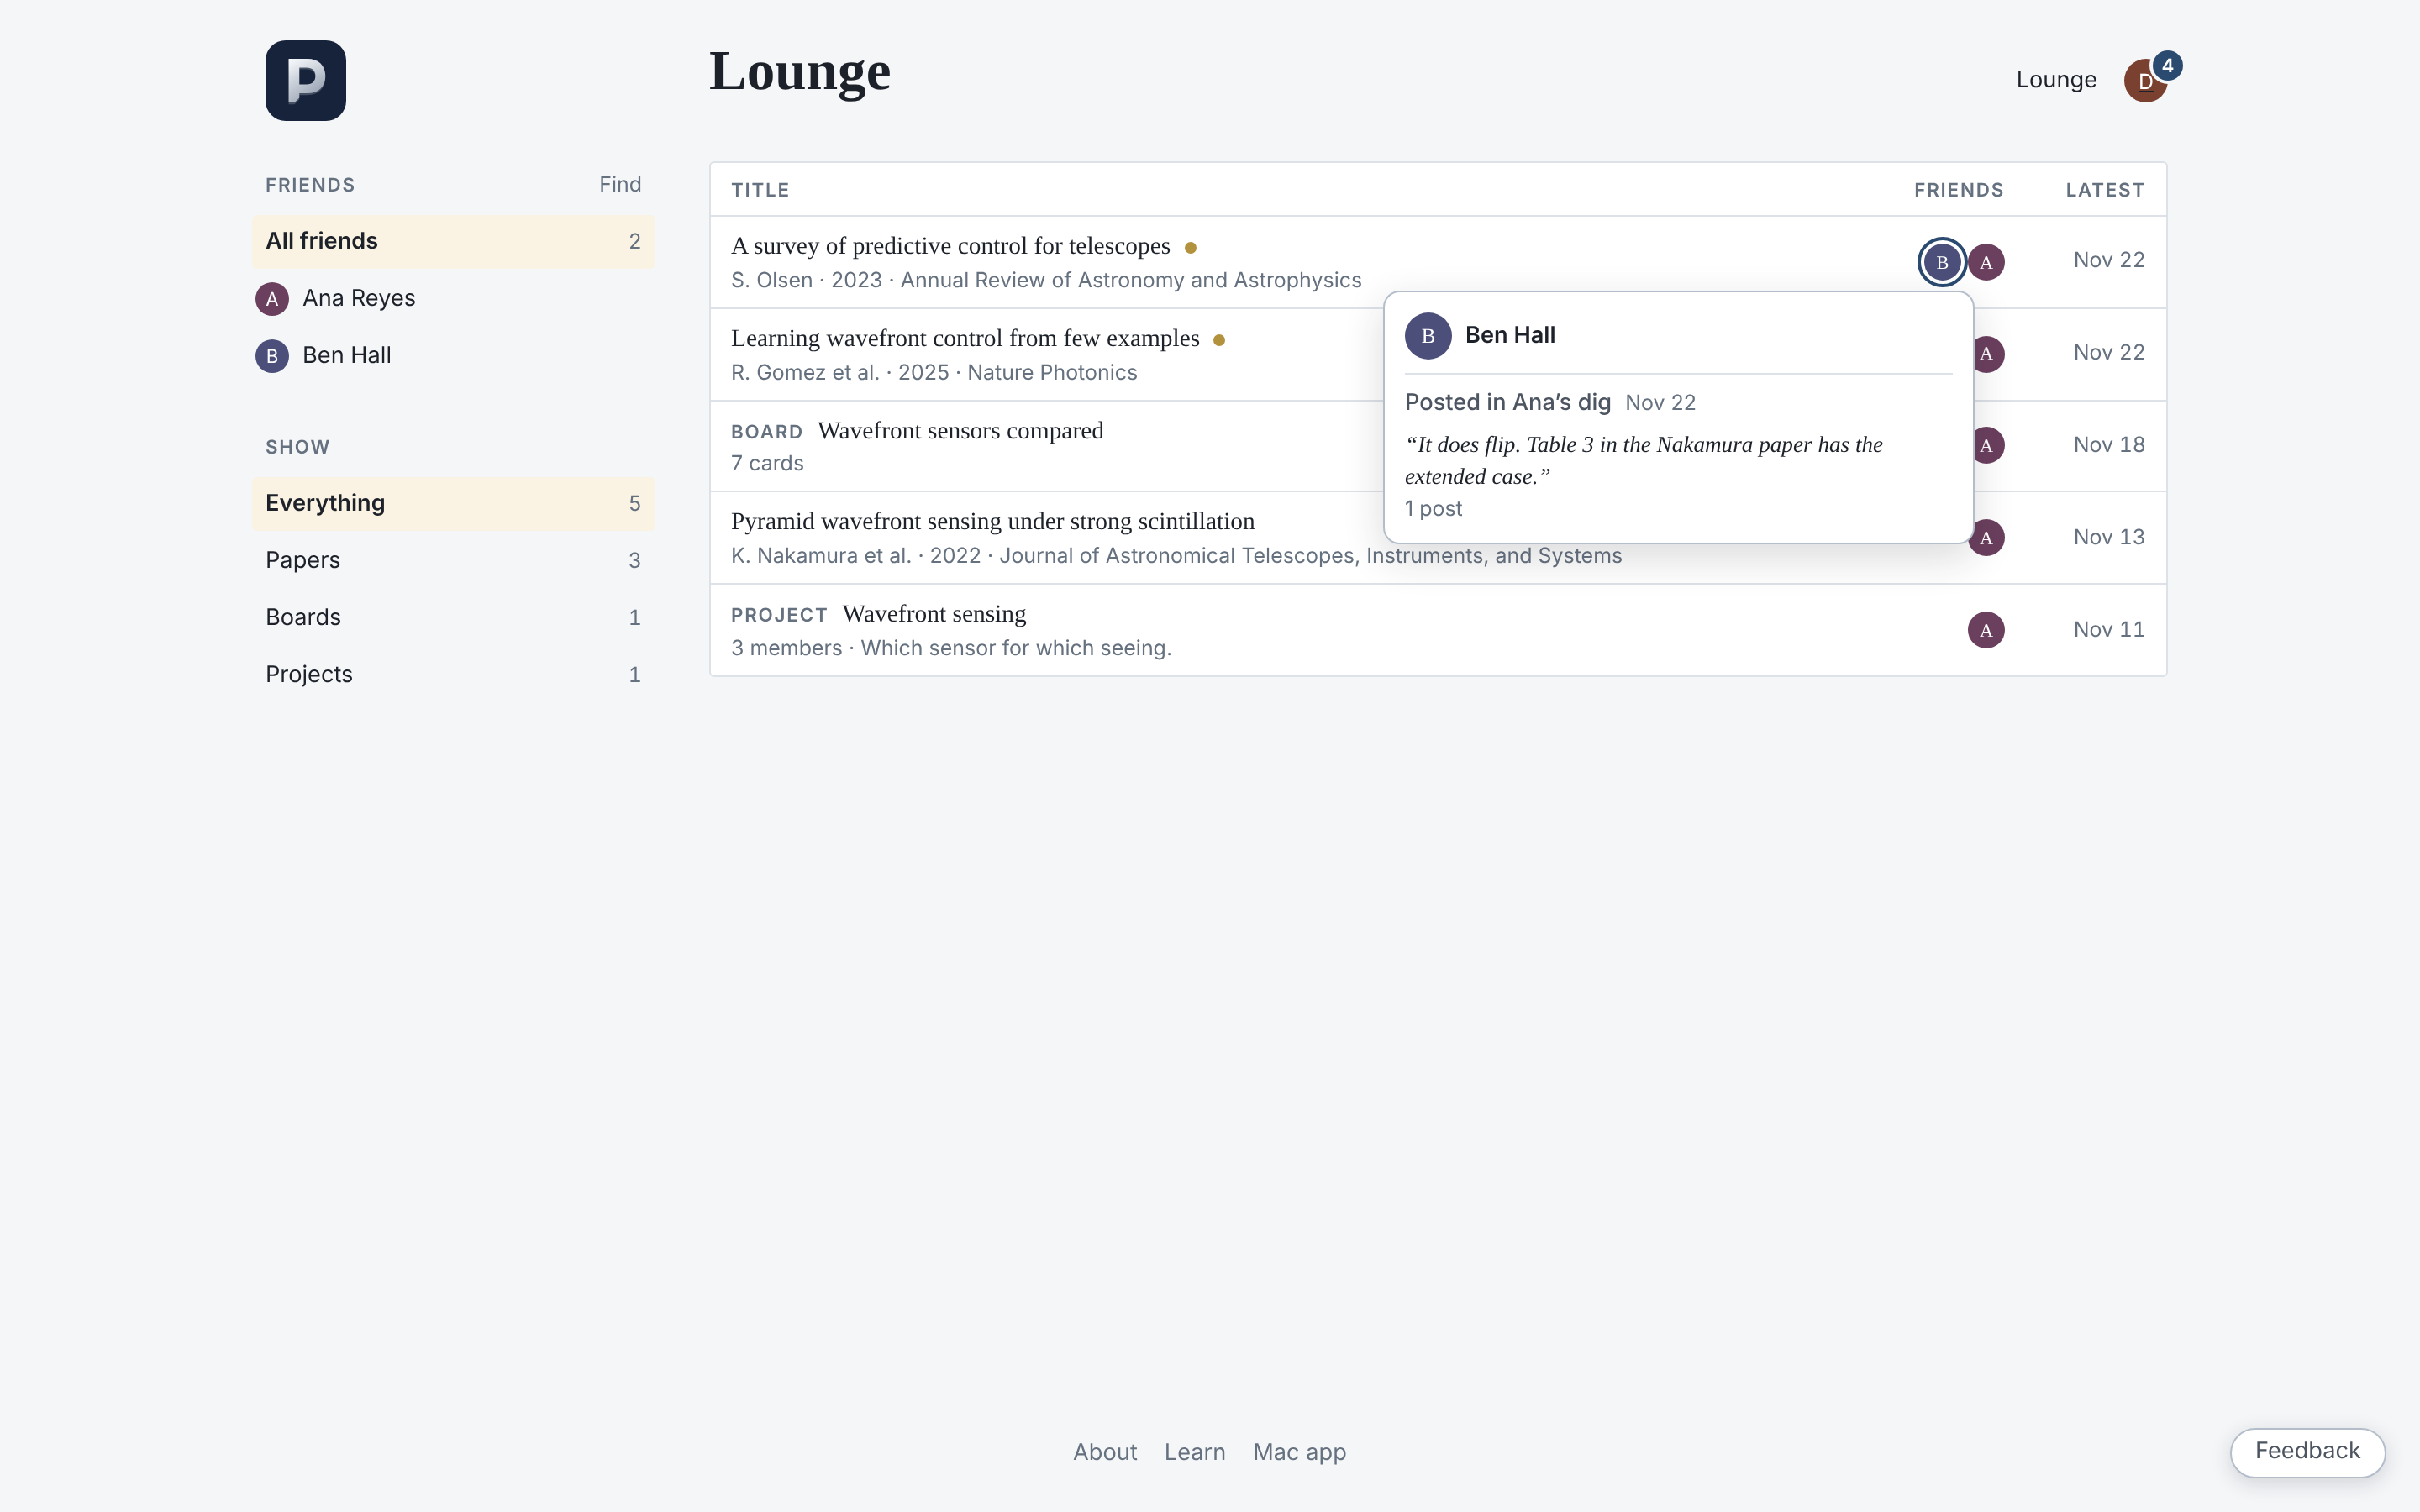 P
Lounge
Lounge
D
4
FRIENDS
Find
All friends
2
A
Ana Reyes
B
Ben Hall
SHOW
Everything
5
Papers
3
Boards
1
Projects
1
TITLE
FRIENDS
LATEST
A survey of predictive control for telescopes
S. Olsen · 2023 · Annual Review of Astronomy and Astrophysics
B
A
Nov 22
Learning wavefront control from few examples
R. Gomez et al. · 2025 · Nature Photonics
A
Nov 22
BOARD Wavefront sensors compared
7 cards
A
Nov 18
Pyramid wavefront sensing under strong scintillation
K. Nakamura et al. · 2022 · Journal of Astronomical Telescopes, Instruments, and Systems
A
Nov 13
PROJECT Wavefront sensing
3 members · Which sensor for which seeing.
A
Nov 11
B
Ben Hall
Posted in Ana’s dig Nov 22
“It does flip. Table 3 in the Nakamura paper has the
extended case.”
1 post
About
Learn
Mac app
Feedback